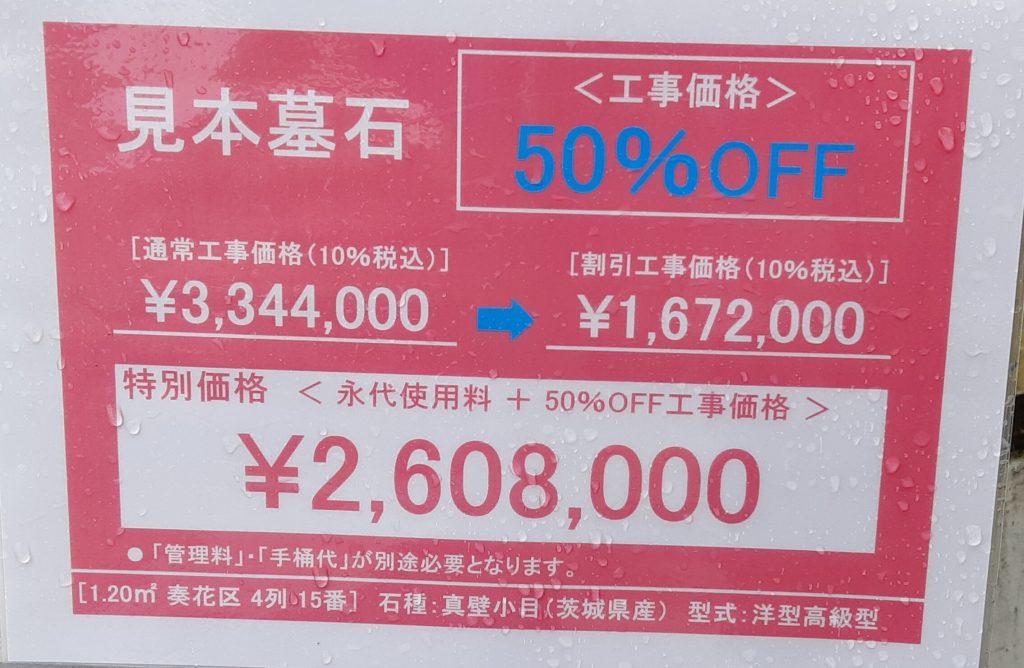 見本墓石
＜工事価格＞
50%OFF
[通常工事価格(10%税込)]
¥3,344,000
[割引工事価格(10%税込)]
¥1,672,000
特別価格 ＜ 永代使用料 ＋ 50%OFF工事価格 ＞
¥2,608,000
●「管理料」・「手桶代」が別途必要となります。
[1.20㎡ 奏花区 4列 15番] 石種:真壁小目(茨城県産) 型式:洋型高級型